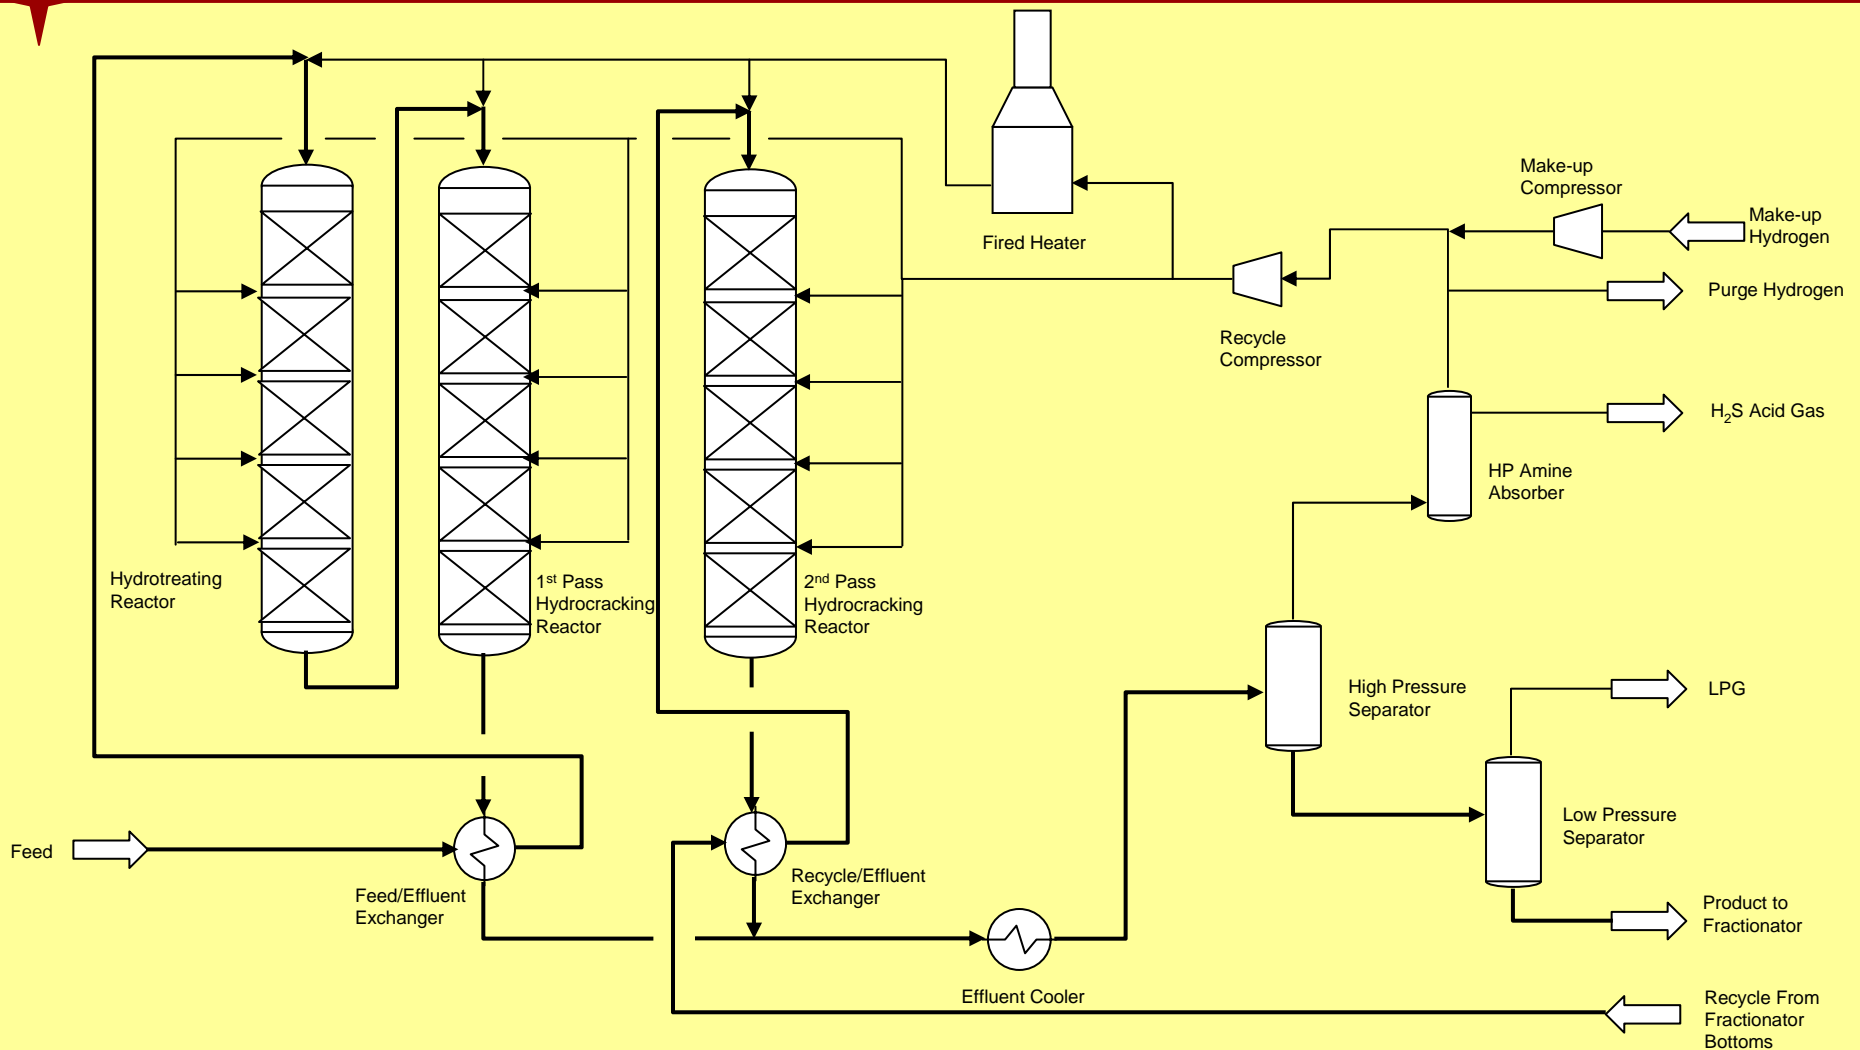 Make-up
Compressor
Make-up
Hydrogen
Fired Heater
Purge Hydrogen
Recycle
Compressor
H2S Acid Gas
HP Amine
Absorber
Hydrotreating
Reactor
1st Pass
Hydrocracking
Reactor
2nd Pass
Hydrocracking
Reactor
High Pressure
Separator
LPG
Low Pressure
Separator
Feed
Feed/Effluent
Exchanger
Recycle/Effluent
Exchanger
Product to
Fractionator
Effluent Cooler
Recycle From
Fractionator
Bottoms